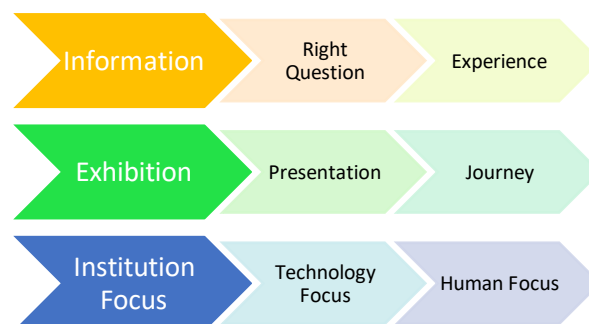 Information
Right
Question
Experience
Exhibition
Presentation
Journey
Institution
Focus
Technology
Focus
Human Focus